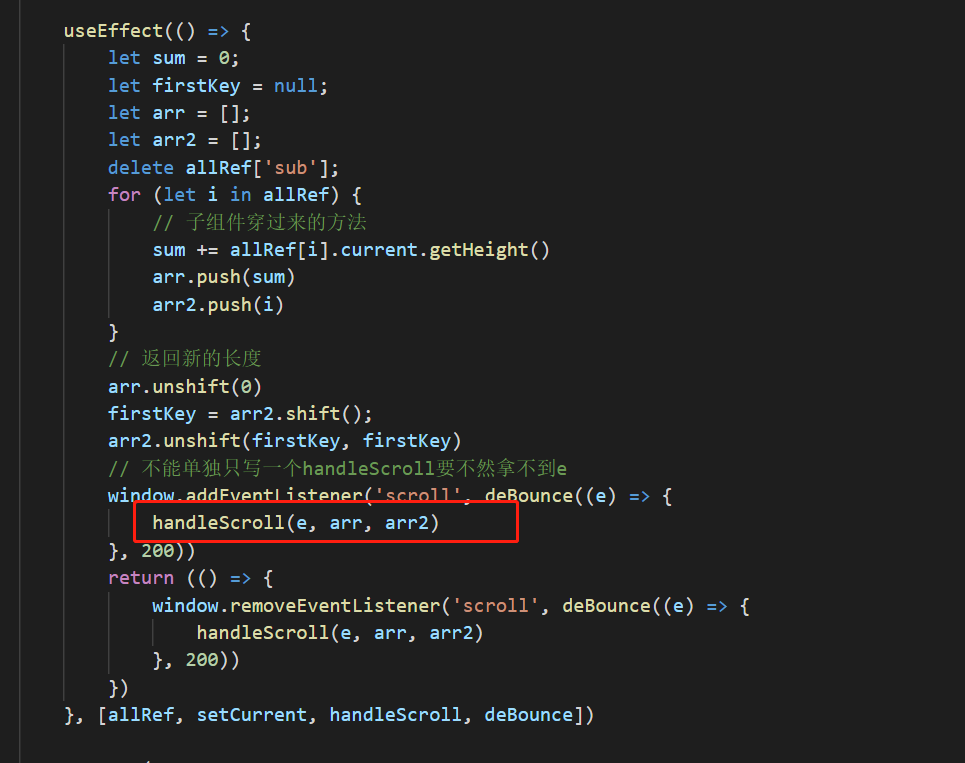 useEffect(() => {
    let sum = 0;
    let firstKey = null;
    let arr = [];
    let arr2 = [];
    delete allRef['sub'];
    for (let i in allRef) {
        // 子组件穿过来的方法
        sum += allRef[i].current.getHeight()
        arr.push(sum)
        arr2.push(i)
    }
    // 返回新的长度
    arr.unshift(0)
    firstKey = arr2.shift();
    arr2.unshift(firstKey, firstKey)
    // 不能单独只写一个handleScroll要不然拿不到e
    window.addEventListener('scroll', deBounce((e) => {
        handleScroll(e, arr, arr2)
    }, 200))
    return (() => {
        window.removeEventListener('scroll', deBounce((e) => {
            handleScroll(e, arr, arr2)
        }, 200))
    })
}, [allRef, setCurrent, handleScroll, deBounce])